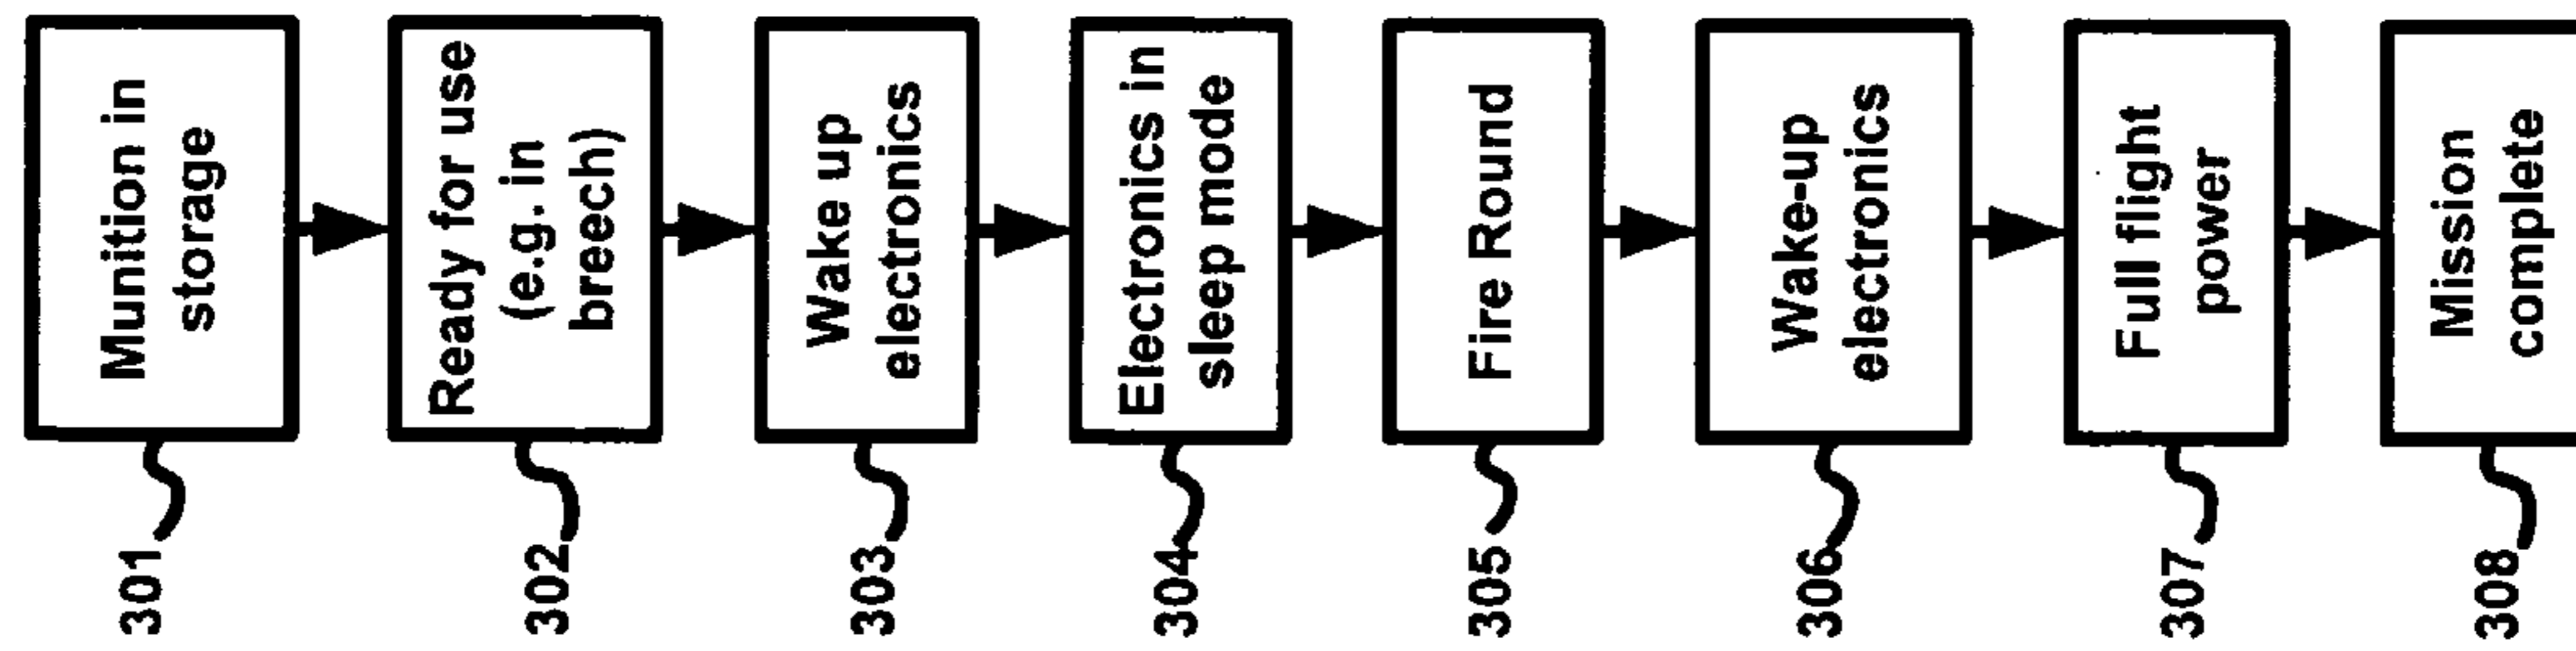 301
Munition in
storage
302
Ready for use
(e.g. in
breech)
303
Wake up
electronics
304
Electronics in
sleep mode
305
Fire Round
306
Wake-up
electronics
307
Full flight
power
308
Mission
complete